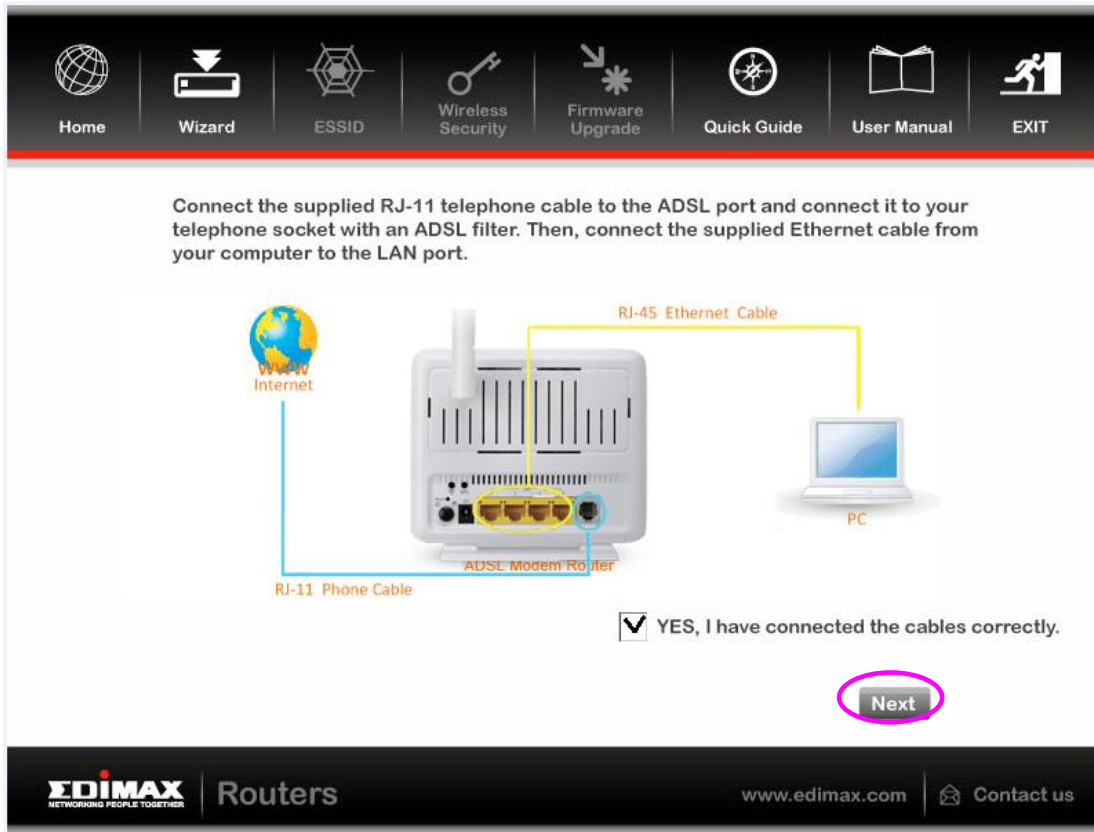 Home
Wizard
ESSID
Wireless
Security
Firmware
Upgrade
Quick Guide
User Manual
EXIT
Connect the supplied RJ-11 telephone cable to the ADSL port and connect it to your
telephone socket with an ADSL filter. Then, connect the supplied Ethernet cable from
your computer to the LAN port.
RJ-45 Ethernet Cable
WWW
Internet
PC
ADSL Modem Router
RJ-11 Phone Cable
YES, I have connected the cables correctly.
Next
EDIMAX
NETWORKING PEOPLE TOGETHER
Routers
www.edimax.com
Contact us